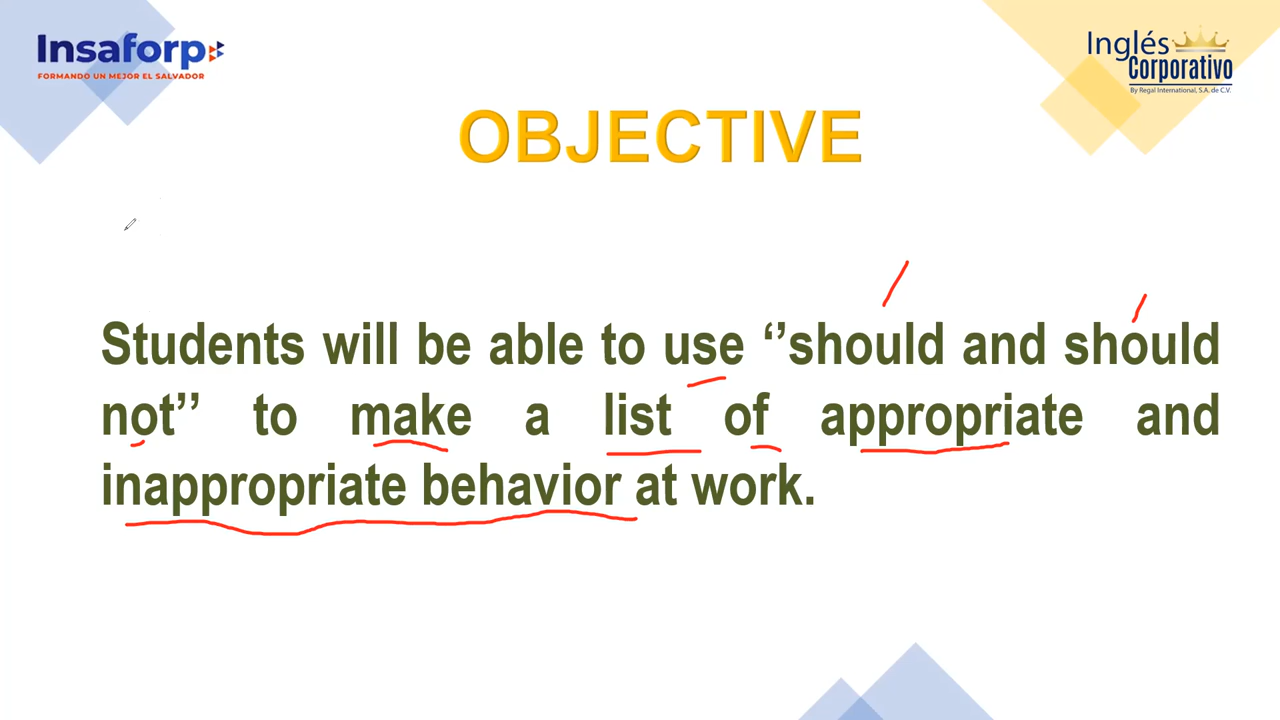 Insaforp
FORMANDO UN MEJOR EL SALVADOR
Inglés
Corporativo
By Regal International, S.A. de C.V.
OBJECTIVE
Students will be able to use ‘’should and should
not’’ to make a list of appropriate and
inappropriate behavior at work.